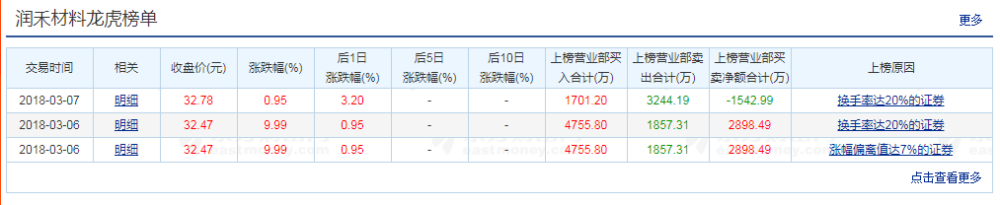 润禾材料龙虎榜单
更多
交易时间 相关 收盘价(元) 涨跌幅(%) 后1日 涨跌幅(%) 后5日 涨跌幅(%) 后10日 涨跌幅(%) 上榜营业部买 入合计(万) 上榜营业部卖 出合计(万) 上榜营业部买 卖净额合计(万) 上榜原因
2018-03-07 明细 32.78 0.95 3.20 - - 1701.20 3244.19 -1542.99 换手率达20%的证券
2018-03-06 明细 32.47 9.99 0.95 - - 4755.80 1857.31 2898.49 换手率达20%的证券
2018-03-06 明细 32.47 9.99 0.95 - - 4755.80 1857.31 2898.49 涨幅偏离值达7%的证券
点击查看更多